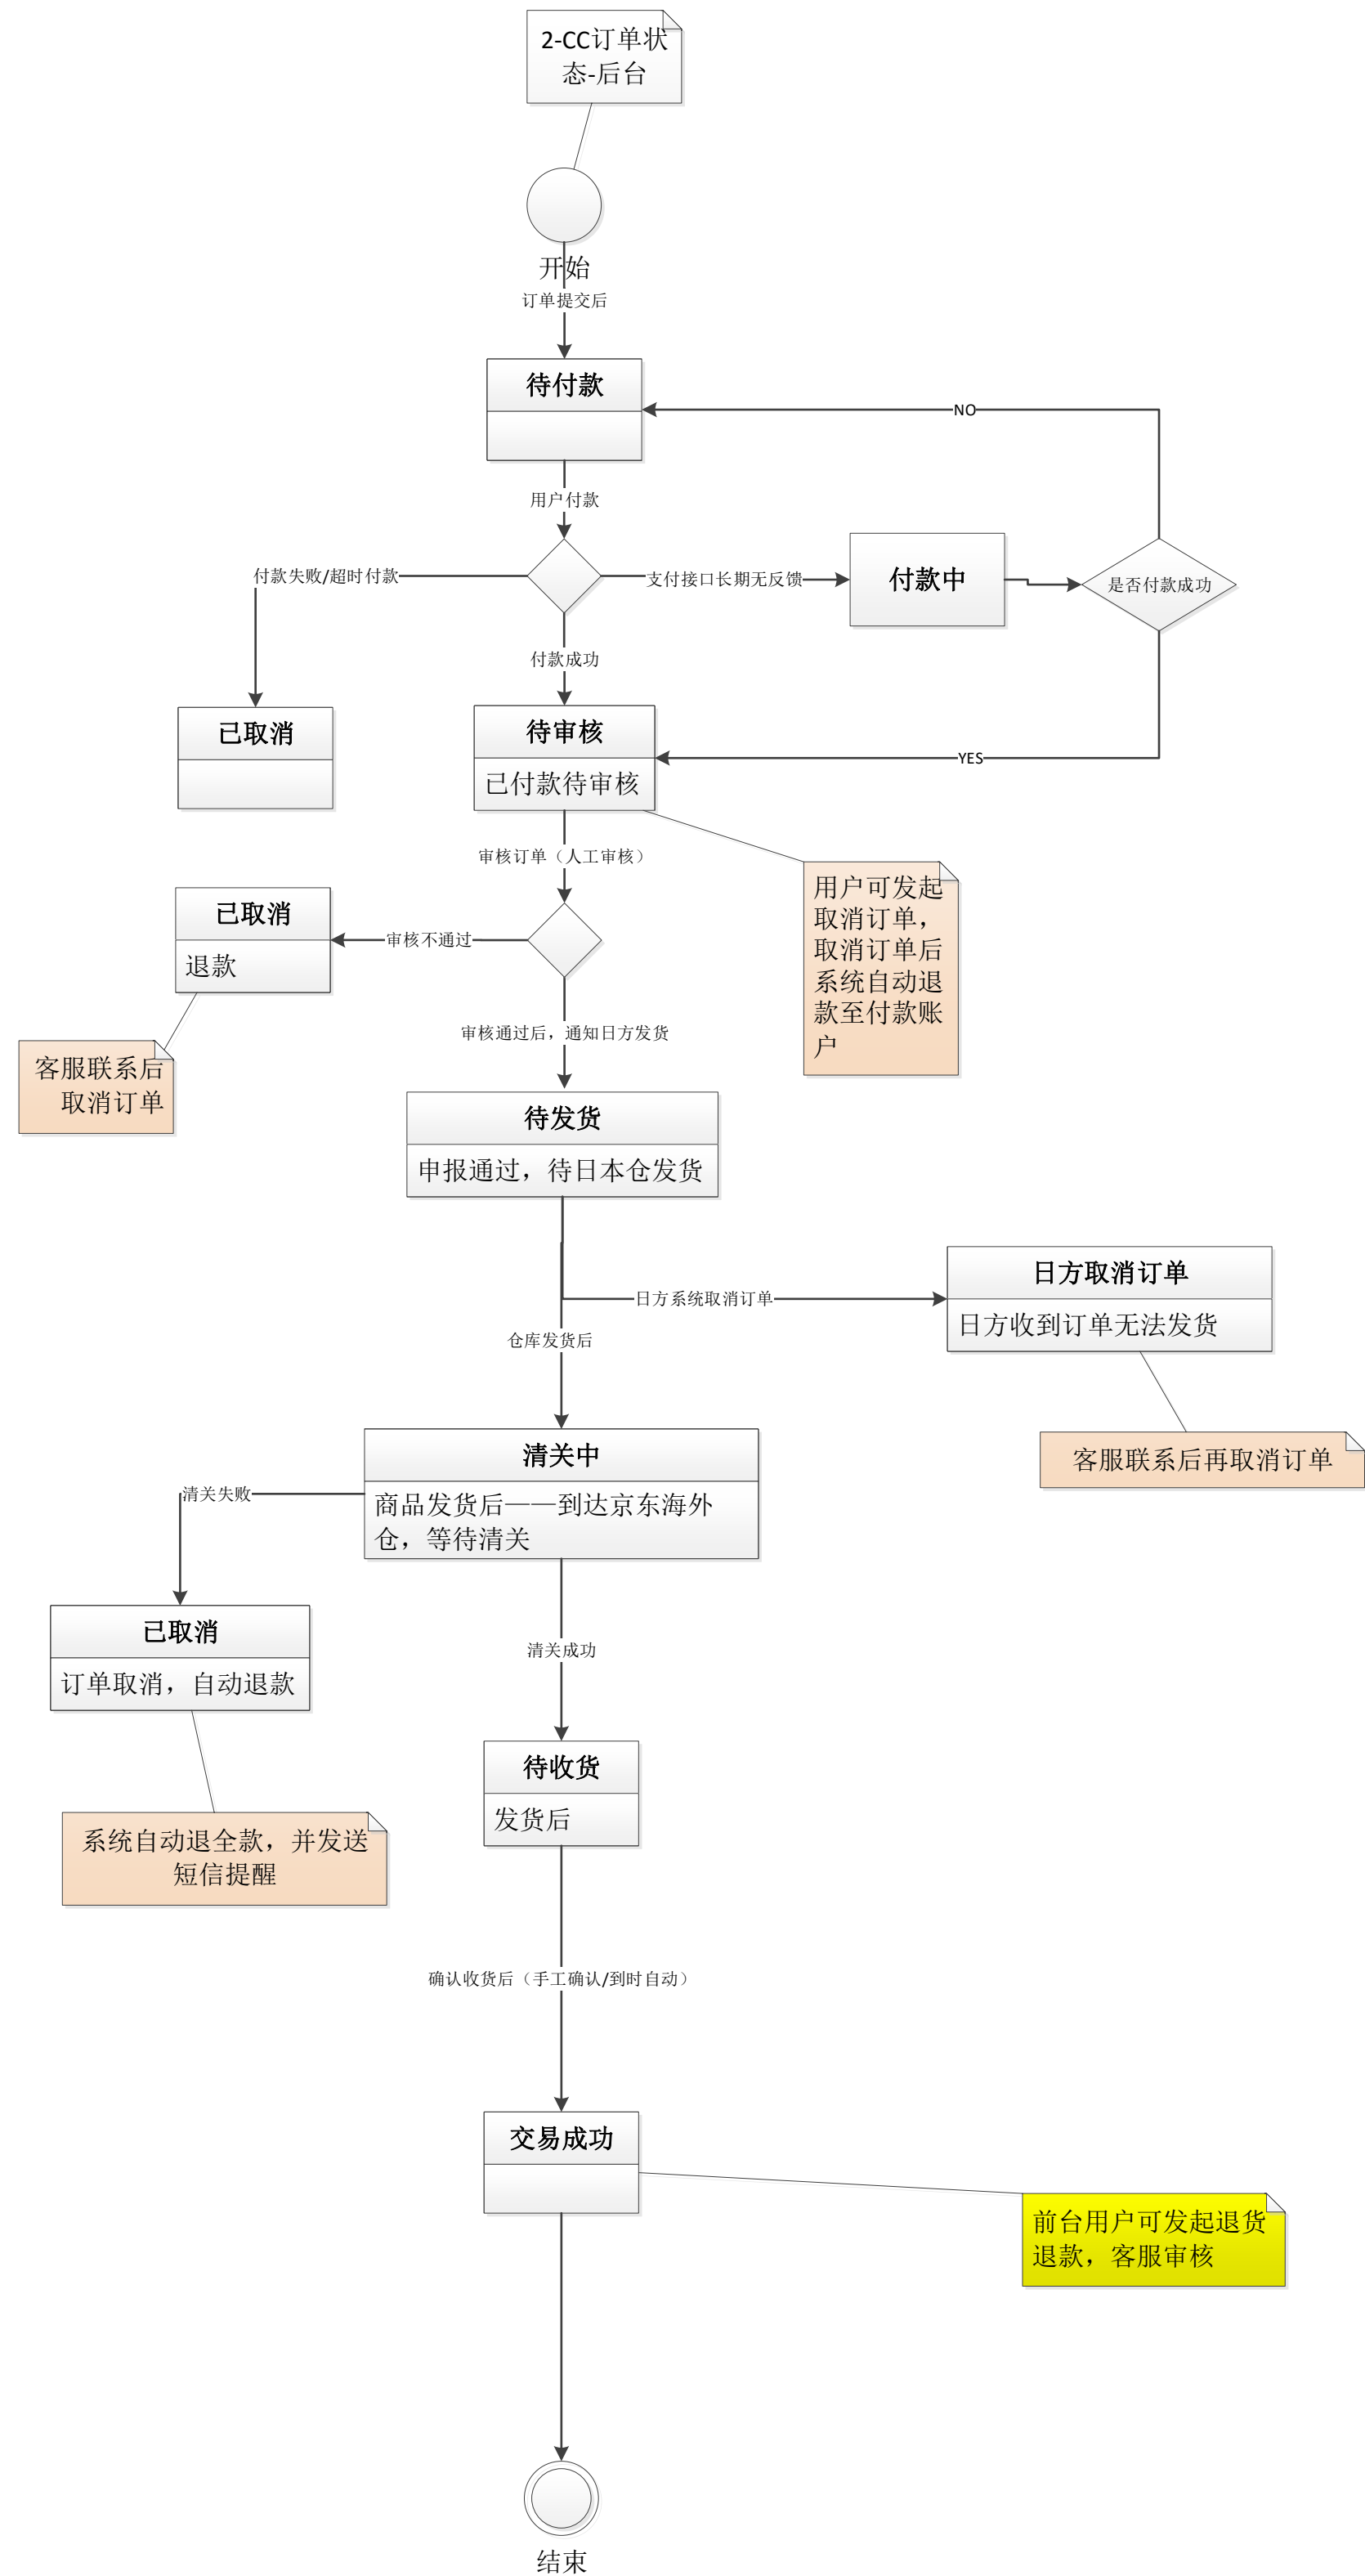 2-CC订单状
态-后台
开始
订单提交后
待付款
NO
用户付款
付款失败/超时付款
支付接口长期无反馈
付款中
是否付款成功
付款成功
已取消
待审核
已付款待审核
YES
审核订单（人工审核）
用户可发起
取消订单，
取消订单后
系统自动退
款至付款账
户
已取消
退款
审核不通过
客服联系后
取消订单
审核通过后，通知日方发货
待发货
申报通过，待日本仓发货
日方系统取消订单
日方取消订单
日方收到订单无法发货
仓库发货后
客服联系后再取消订单
清关中
商品发货后——到达京东海外
仓，等待清关
清关失败
已取消
订单取消，自动退款
清关成功
待收货
发货后
系统自动退全款，并发送
短信提醒
确认收货后（手工确认/到时自动）
交易成功
前台用户可发起退货
退款，客服审核
结束